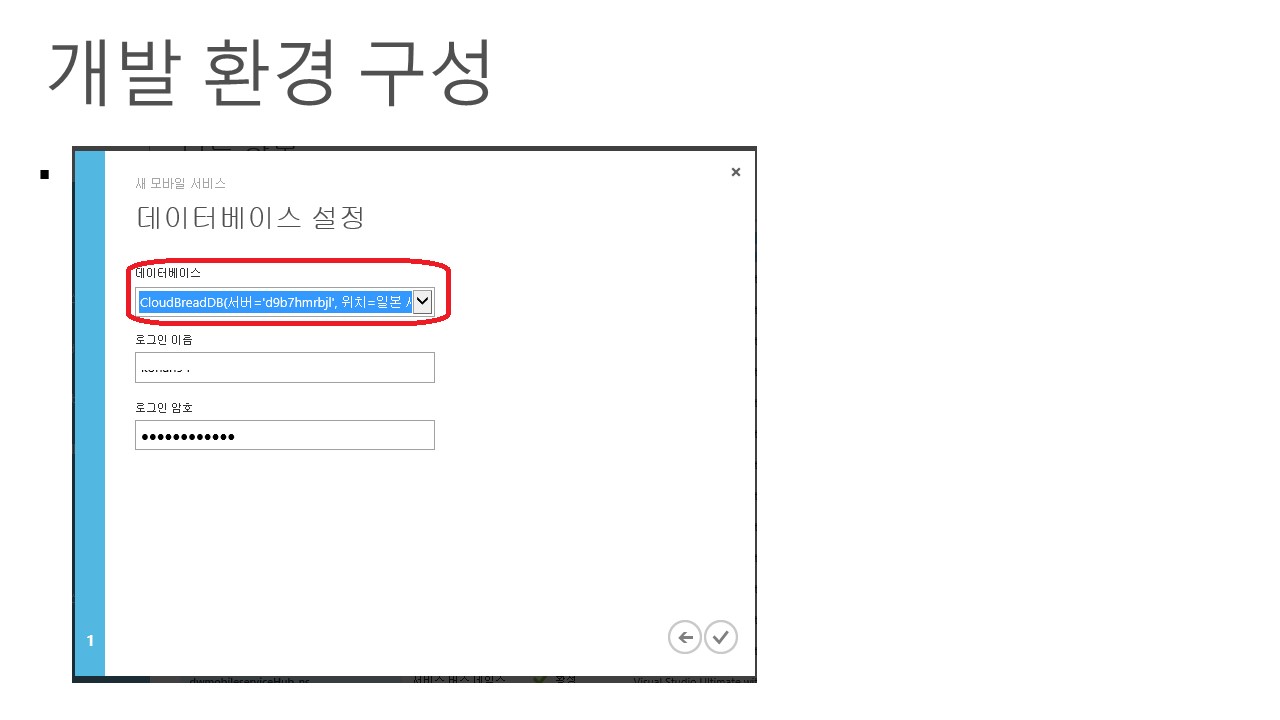 개발 환경 구성
새 모바일 서비스
데이터베이스 설정
데이터베이스
CloudBreadDB(서버='d9b7hmrbjl', 위치=일본
로그인 이름
로그인 암호
●●●●●●●●●●●●
1
dwmobileserviceHub-ns 서비스 버스 네임스 활성 Visual Studio Ultimate wi